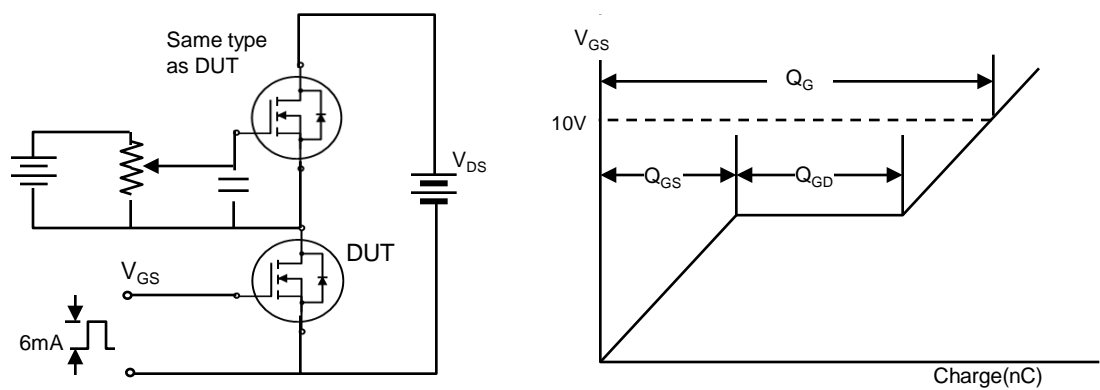 Same type
as DUT
V_DS
DUT
V_GS
6mA
V_GS
Q_G
10V
Q_GS
Q_GD
Charge(nC)